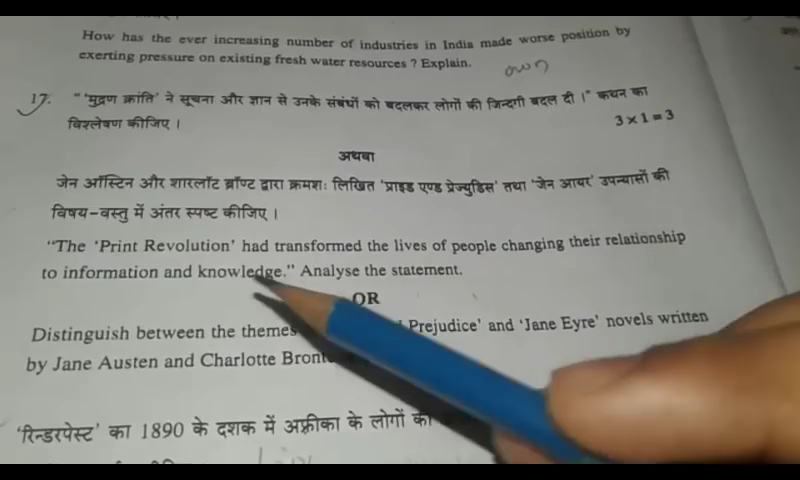 How has the ever increasing number of industries in India made worse position by
exerting pressure on existing fresh water resources ? Explain.
17. “ ‘मुद्रण क्रांति’ ने सूचना और ज्ञान से उनके संबंधों को बदलकर लोगों की ज़िन्दगी बदल दी ।” कथन का
विश्लेषण कीजिए ।
3 × 1 = 3
अथवा
जेन ऑस्टिन और शारलॉट ब्रॉण्ट द्वारा क्रमशः लिखित ‘प्राइड एण्ड प्रेज्युडिस’ तथा ‘जेन आयर’ उपन्यासों की
विषय-वस्तु में अंतर स्पष्ट कीजिए ।
“The ‘Print Revolution’ had transformed the lives of people changing their relationship
to information and knowledge.” Analyse the statement.
OR
Distinguish between the themes Prejudice’ and ‘Jane Eyre’ novels written
by Jane Austen and Charlotte
‘रिन्डरपेस्ट’ का 1890 के दशक में अफ़्रीका के लोगों की